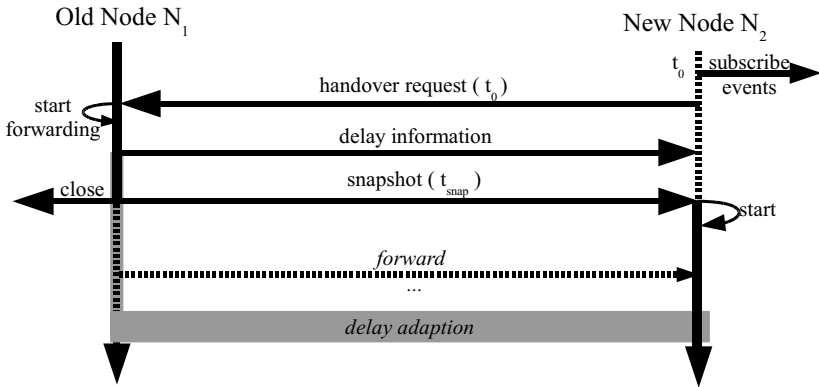 Old Node N1
New Node N2
t0 subscribe
events
handover request ( t0 )
start
forwarding
delay information
close
snapshot ( tsnap )
start
forward
...
delay adaption